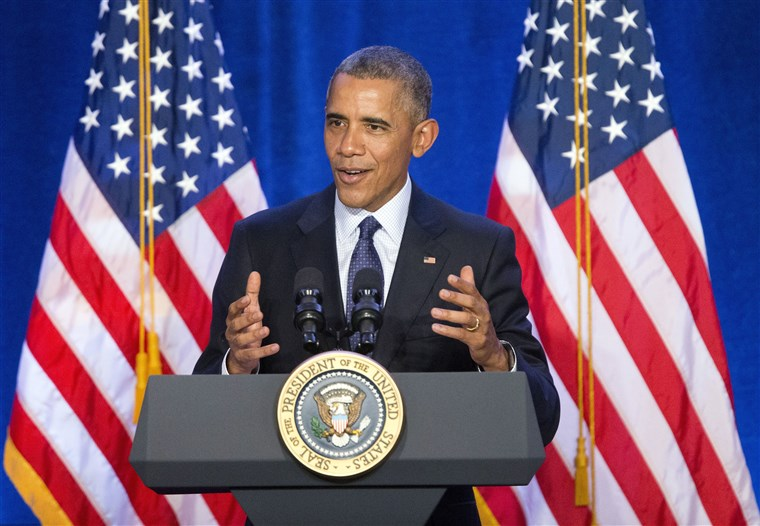 SEAL OF THE PRESIDENT OF THE UNITED STATES